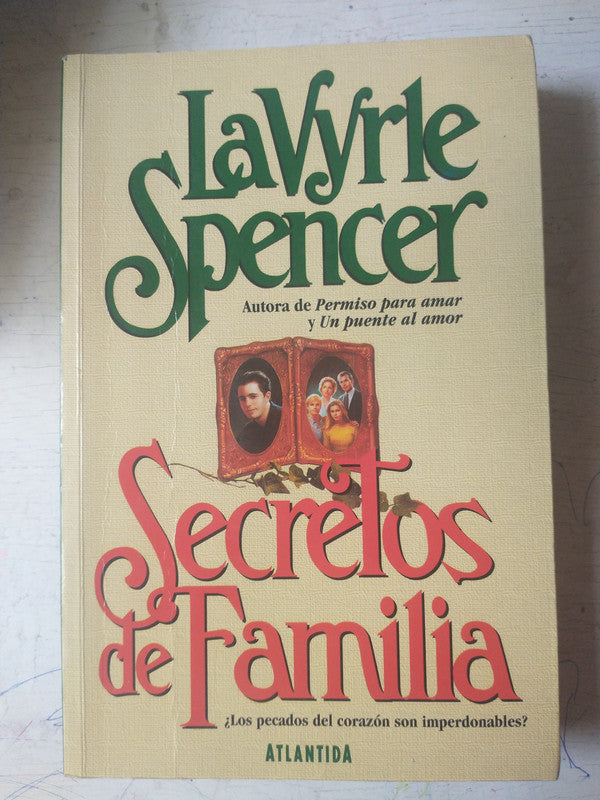 LaVyrle
Spencer
Autora de Permiso para amar
y Un puente al amor
Secretos
de Familia
¿Los pecados del corazón son imperdonables?
ATLANTIDA